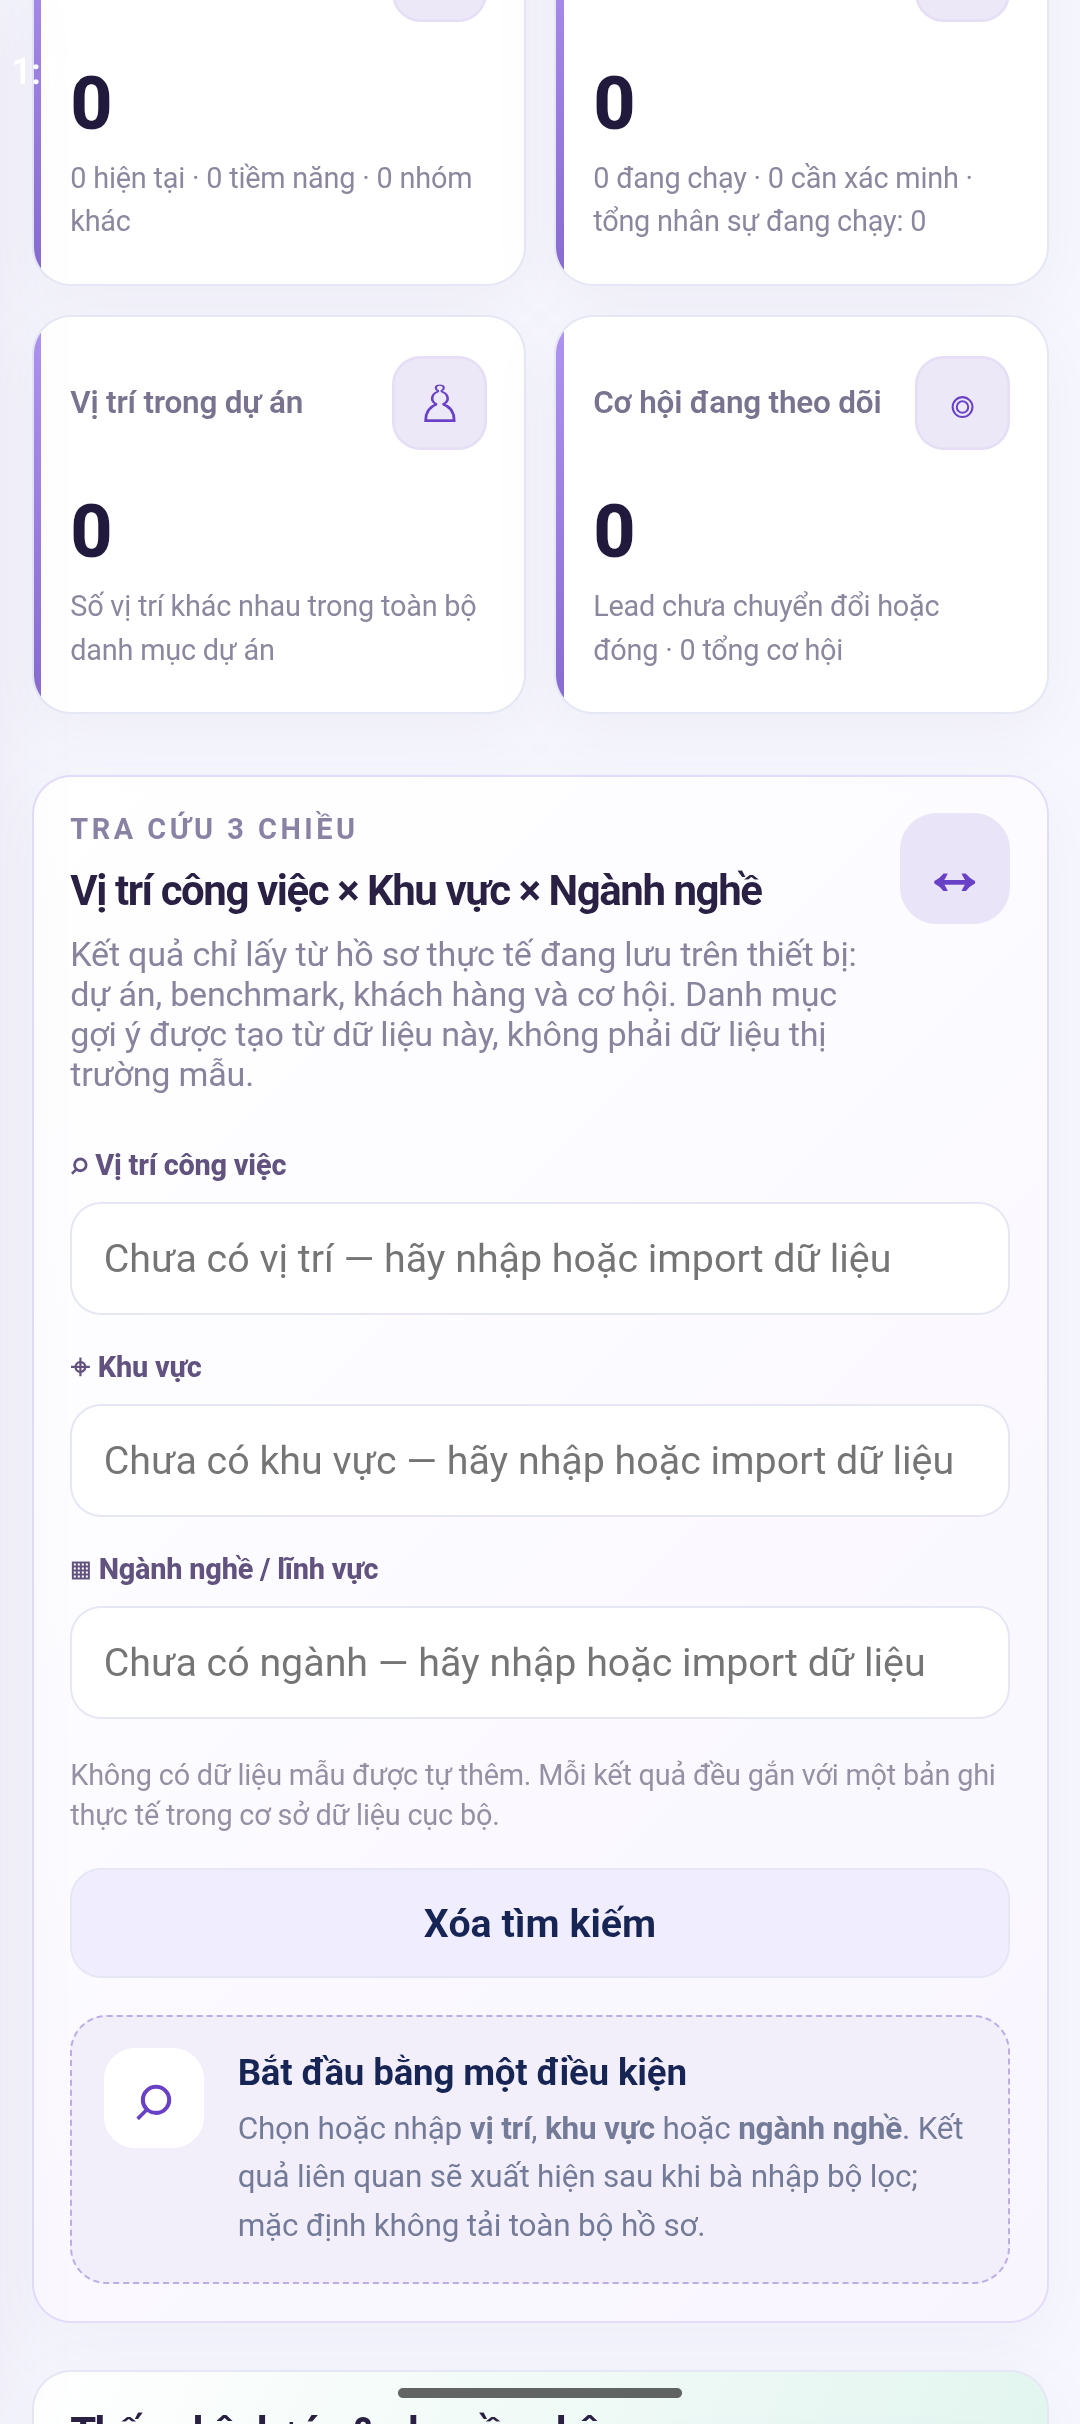 1:
0
0 hiện tại · 0 tiềm năng · 0 nhóm
khác
0
0 đang chạy · 0 cần xác minh ·
tổng nhân sự đang chạy: 0
Vị trí trong dự án
0
Số vị trí khác nhau trong toàn bộ
danh mục dự án
Cơ hội đang theo dõi
0
Lead chưa chuyển đổi hoặc
đóng · 0 tổng cơ hội
TRA CỨU 3 CHIỀU
Vị trí công việc × Khu vực × Ngành nghề
Kết quả chỉ lấy từ hồ sơ thực tế đang lưu trên thiết bị:
dự án, benchmark, khách hàng và cơ hội. Danh mục
gợi ý được tạo từ dữ liệu này, không phải dữ liệu thị
trường mẫu.
Vị trí công việc
Chưa có vị trí — hãy nhập hoặc import dữ liệu
Khu vực
Chưa có khu vực — hãy nhập hoặc import dữ liệu
Ngành nghề / lĩnh vực
Chưa có ngành — hãy nhập hoặc import dữ liệu
Không có dữ liệu mẫu được tự thêm. Mỗi kết quả đều gắn với một bản ghi
thực tế trong cơ sở dữ liệu cục bộ.
Xóa tìm kiếm
Bắt đầu bằng một điều kiện
Chọn hoặc nhập vị trí, khu vực hoặc ngành nghề. Kết
quả liên quan sẽ xuất hiện sau khi bà nhập bộ lọc;
mặc định không tải toàn bộ hồ sơ.